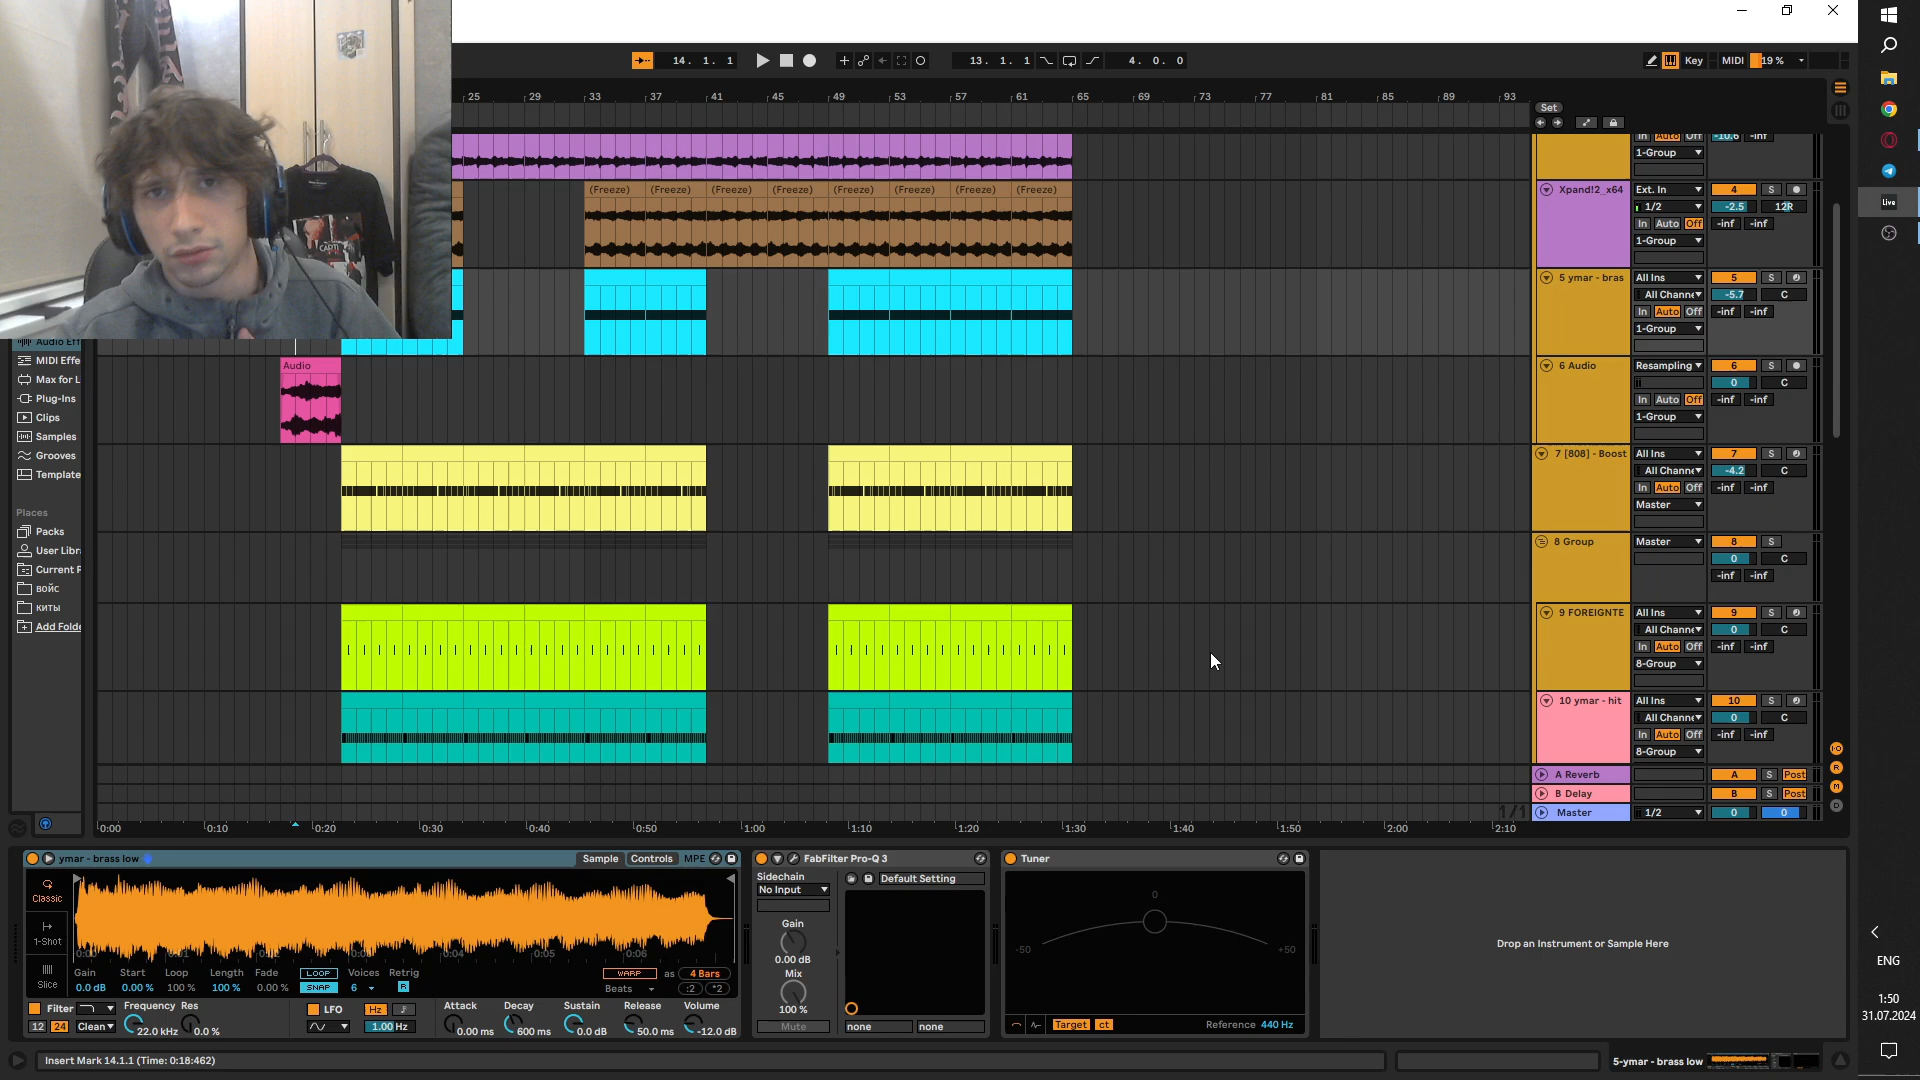 14. 1. 1
13. 1. 1
4. 0. 0
Key
MIDI
19 %
25 29 33 37 41 45 49 53 57 61 65 69 73 77 81 85 89 93
Set
In Auto Off -10.6 -inf
1-Group
(Freeze) (Freeze) (Freeze) (Freeze) (Freeze) (Freeze) (Freeze) (Freeze)
Xpand!2_x64 Ext. In 4 S
1/2 -2.5 12R
In Auto Off -inf -inf
1-Group
5 ymar - bras All Ins 5 S
All Channe -5.7 C
In Auto Off -inf -inf
1-Group
Audio Eff
MIDI Effe
Max for L
Plug-Ins
Clips
Samples
Grooves
Template
Places
Packs
User Libr
Current P
войс
киты
Add Folde
Audio
6 Audio Resampling 6 S
0 C
In Auto Off -inf -inf
1-Group
7 [808] - Boost All Ins 7 S
All Channe -4.2 C
In Auto Off -inf -inf
Master
8 Group Master 8 S
0 C
-inf -inf
9 FOREIGNTE All Ins 9 S
All Channe 0 C
In Auto Off -inf -inf
8-Group
10 ymar - hit All Ins 10 S
All Channe 0 C
In Auto Off -inf -inf
8-Group
A Reverb A S Post
B Delay B S Post
1/1
Master 1/2 0 0
I-O
R
M
D
0:00 0:10 0:20 0:30 0:40 0:50 1:00 1:10 1:20 1:30 1:40 1:50 2:00 2:10
ymar - brass low Sample Controls MPE
Classic
1-Shot
Slice
0:00 0:01 0:04 0:05 0:06
Gain Start Loop Length Fade LOOP Voices Retrig WARP as 4 Bars
0.0 dB 0.00 % 100 % 100 % 0.00 % SNAP 6 R Beats :2 *2
Filter Frequency Res LFO Hz Attack Decay Sustain Release Volume
12 24 Clean 22.0 kHz 0.0 % 1.00 Hz 0.00 ms 600 ms 0.0 dB 50.0 ms -12.0 dB
FabFilter Pro-Q 3
Sidechain
No Input
Default Setting
Gain
0.00 dB
Mix
100 %
Mute
none none
Tuner
0
-50 +50
Target ct Reference 440 Hz
Drop an Instrument or Sample Here
Insert Mark 14.1.1 (Time: 0:18:462)
5-ymar - brass low
Live
ENG
1:50
31.07.2024